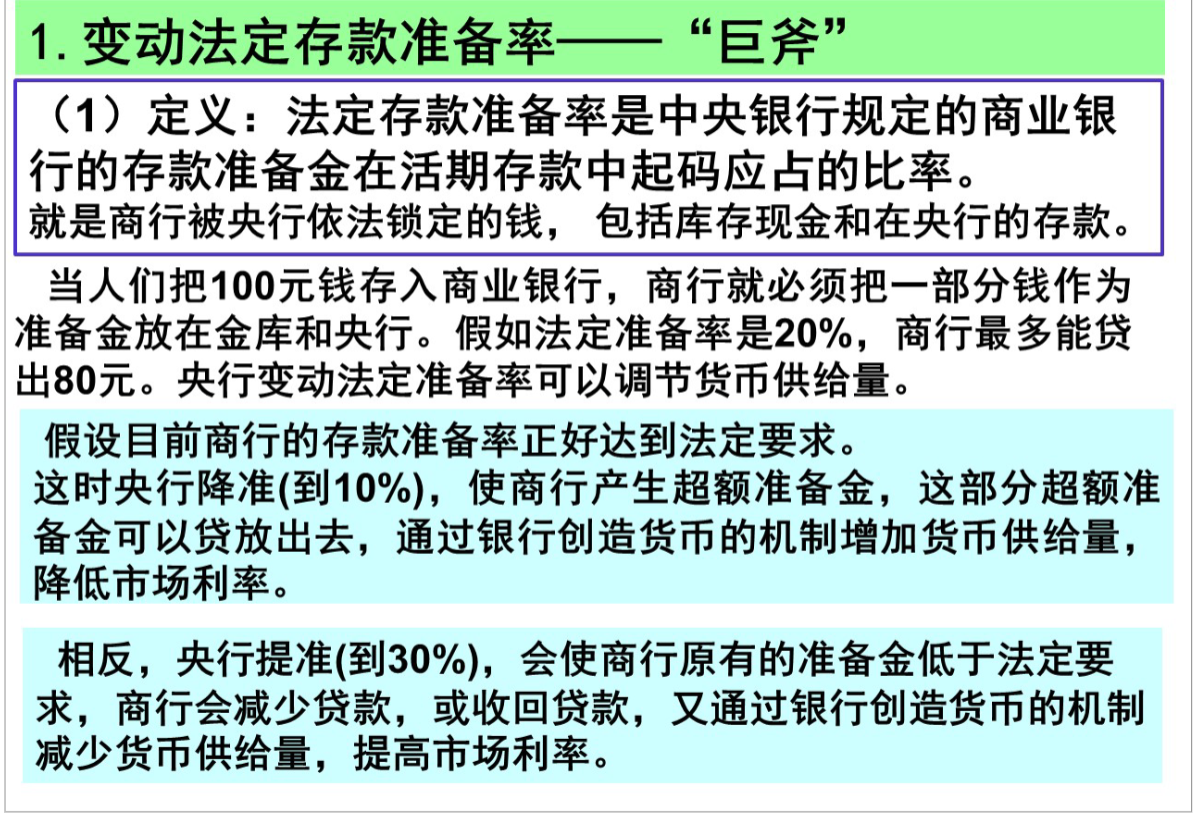 1. 变动法定存款准备率——“巨斧”
（1）定义：法定存款准备率是中央银行规定的商业银
行的存款准备金在活期存款中起码应占的比率。
就是商行被央行依法锁定的钱， 包括库存现金和在央行的存款。
当人们把100元钱存入商业银行，商行就必须把一部分钱作为
准备金放在金库和央行。假如法定准备率是20%，商行最多能贷
出80元。央行变动法定准备率可以调节货币供给量。
假设目前商行的存款准备率正好达到法定要求。
这时央行降准(到10%)，使商行产生超额准备金，这部分超额准
备金可以贷放出去，通过银行创造货币的机制增加货币供给量，
降低市场利率。
相反，央行提准(到30%)，会使商行原有的准备金低于法定要
求，商行会减少贷款，或收回贷款，又通过银行创造货币的机制
减少货币供给量，提高市场利率。